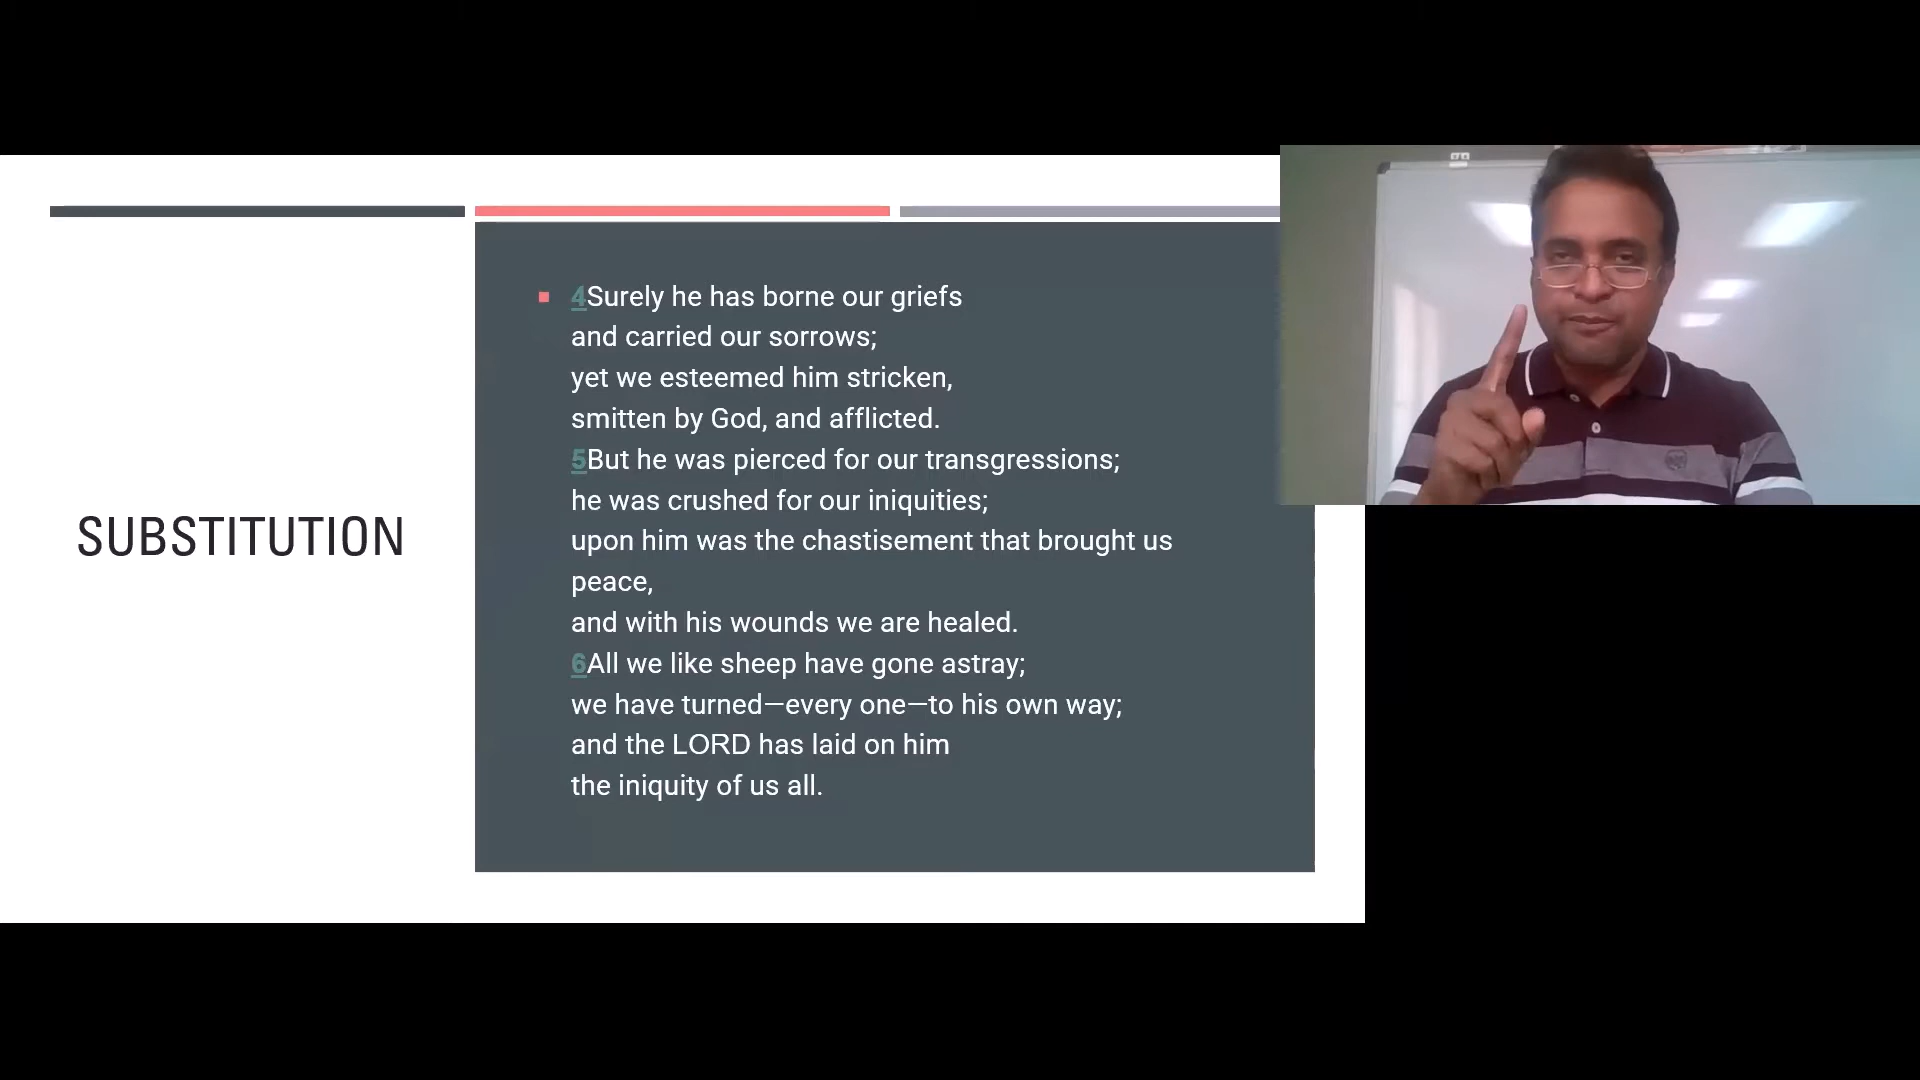 SUBSTITUTION
4Surely he has borne our griefs
and carried our sorrows;
yet we esteemed him stricken,
smitten by God, and afflicted.
5But he was pierced for our transgressions;
he was crushed for our iniquities;
upon him was the chastisement that brought us
peace,
and with his wounds we are healed.
6All we like sheep have gone astray;
we have turned—every one—to his own way;
and the LORD has laid on him
the iniquity of us all.